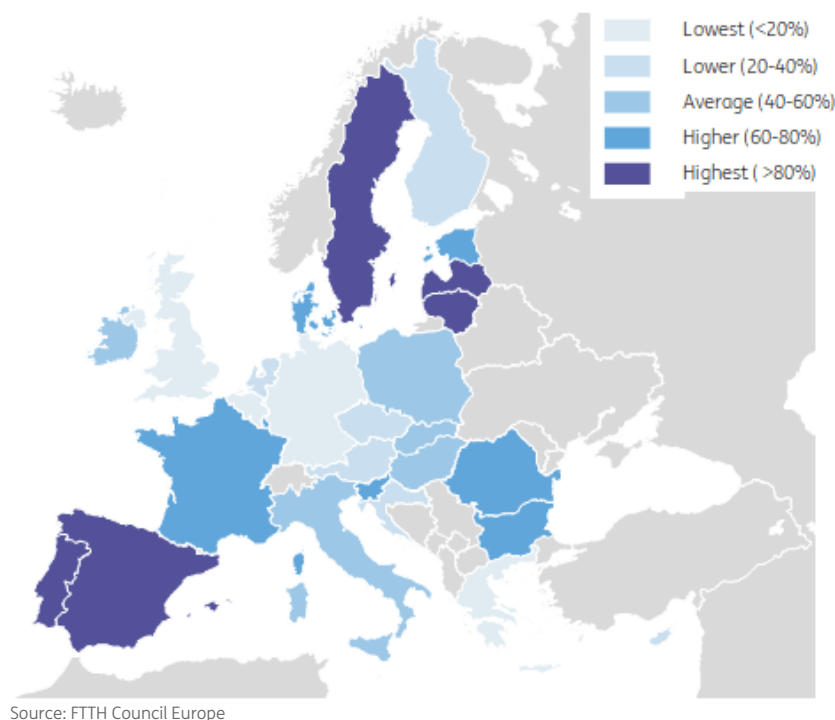 Lowest (<20%)
Lower (20-40%)
Average (40-60%)
Higher (60-80%)
Highest ( >80%)
Source: FTTH Council Europe